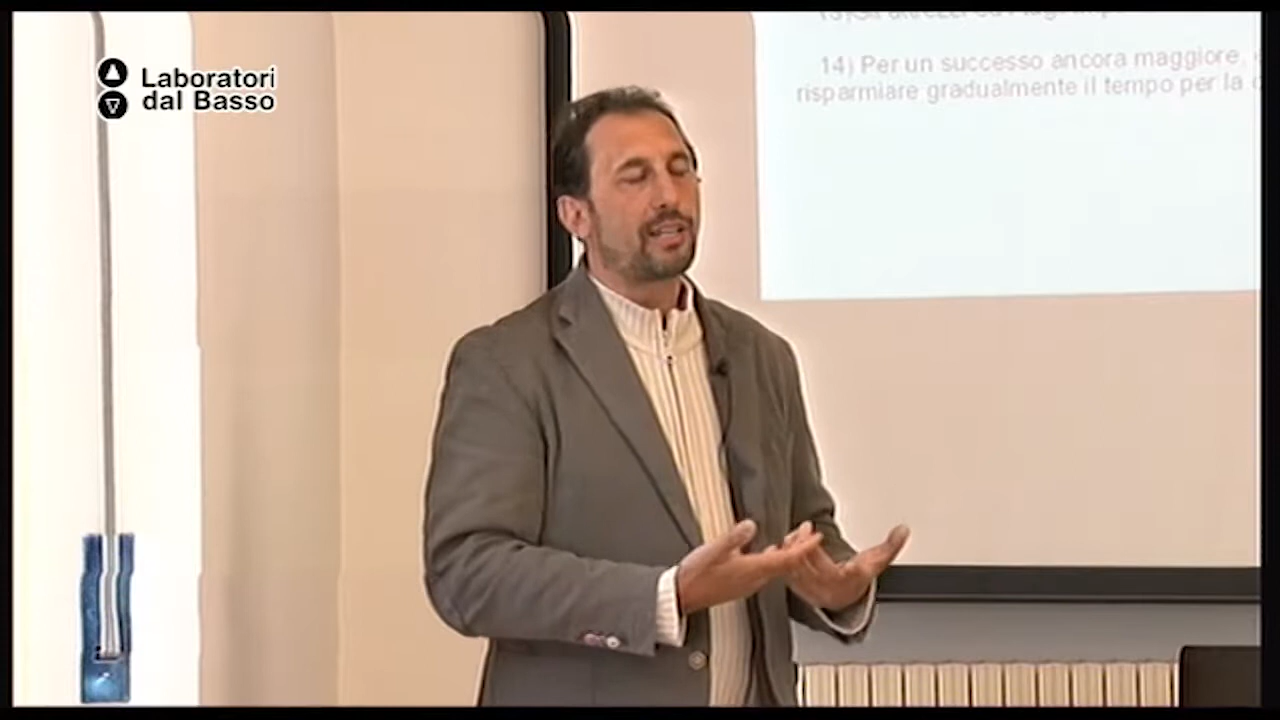 Laboratori
dal Basso
14) Per un successo ancora maggiore,
risparmiare gradualmente il tempo per la